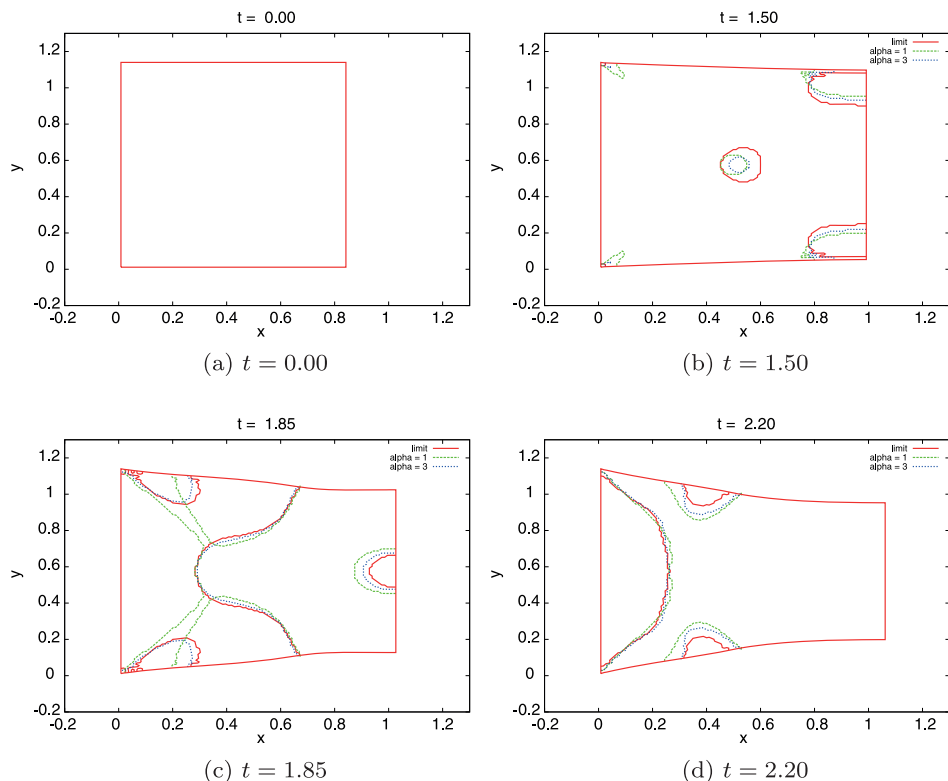 t = 0.00
1.2
1
0.8
0.6
0.4
0.2
0
-0.2
y
-0.2 0 0.2 0.4 0.6 0.8 1 1.2
x
(a) t = 0.00
t = 1.50
limit
alpha = 1
alpha = 3
1.2
1
0.8
0.6
0.4
0.2
0
-0.2
y
-0.2 0 0.2 0.4 0.6 0.8 1 1.2
x
(b) t = 1.50
t = 1.85
limit
alpha = 1
alpha = 3
1.2
1
0.8
0.6
0.4
0.2
0
-0.2
y
-0.2 0 0.2 0.4 0.6 0.8 1 1.2
x
(c) t = 1.85
t = 2.20
limit
alpha = 1
alpha = 3
1.2
1
0.8
0.6
0.4
0.2
0
-0.2
y
-0.2 0 0.2 0.4 0.6 0.8 1 1.2
x
(d) t = 2.20